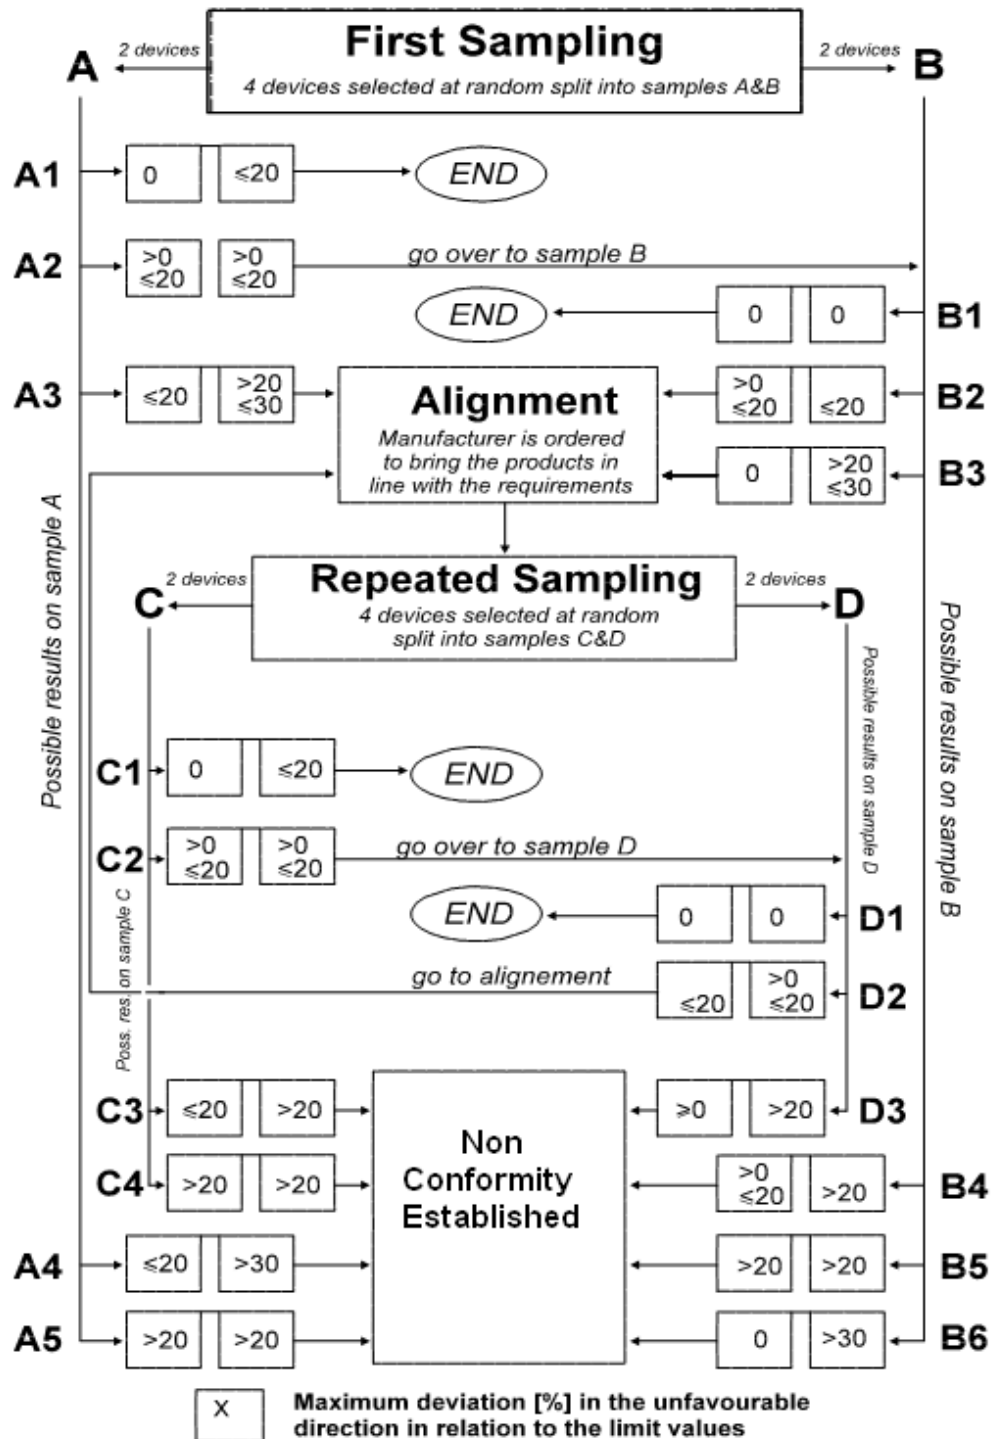 First Sampling
4 devices selected at random split into samples A&B
A 2 devices
2 devices B
A1 0 ≤20 END
A2 >0 ≤20 >0 ≤20 go over to sample B
END 0 0 B1
A3 ≤20 >20 ≤30
Alignment
Manufacturer is ordered
to bring the products in
line with the requirements
>0 ≤20 ≤20 B2
0 >20 ≤30 B3
Possible results on sample A
Repeated Sampling
4 devices selected at random
split into samples C&D
C 2 devices
2 devices D
Possible results on sample D
Possible results on sample B
C1 0 ≤20 END
C2 >0 ≤20 >0 ≤20 go over to sample D
END 0 0 D1
Poss. res. on sample C
go to alignement ≤20 >0 ≤20 D2
C3 ≤20 >20
Non
Conformity
Established
≥0 >20 D3
C4 >20 >20
>0 ≤20 >20 B4
A4 ≤20 >30
>20 >20 B5
A5 >20 >20
0 >30 B6
X Maximum deviation [%] in the unfavourable
direction in relation to the limit values